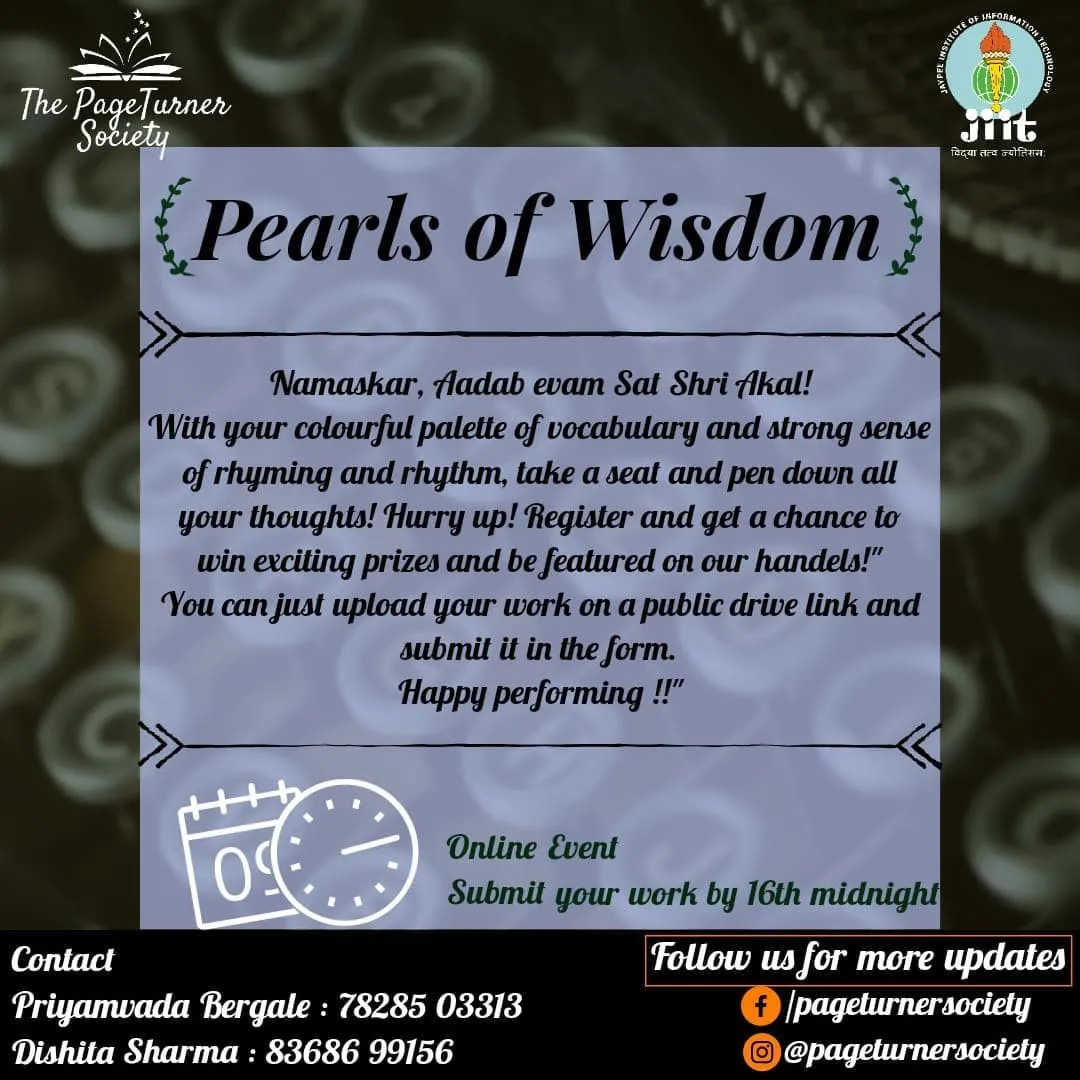 The PageTurner
Society
JAYPEE INSTITUTE OF INFORMATION TECHNOLOGY
jiit
विद्या तत्व ज्योतिसमः
Pearls of Wisdom
Namaskar, Aadab evam Sat Shri Akal!
With your colourful palette of vocabulary and strong sense
of rhyming and rhythm, take a seat and pen down all
your thoughts! Hurry up! Register and get a chance to
win exciting prizes and be featured on our handels!"
You can just upload your work on a public drive link and
submit it in the form.
Happy performing !!"
09
Online Event
Submit your work by 16th midnight
Contact
Priyamvada Bergale : 78285 03313
Dishita Sharma : 83686 99156
Follow us for more updates
/pageturnersociety
@pageturnersociety